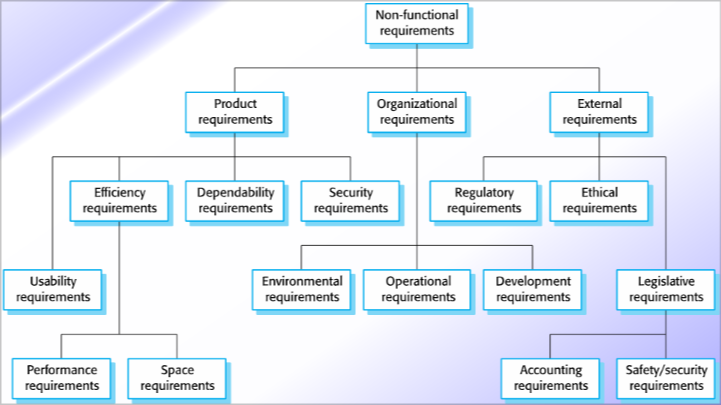 Non-functional
requirements
Product
requirements
Organizational
requirements
External
requirements
Efficiency
requirements
Dependability
requirements
Security
requirements
Regulatory
requirements
Ethical
requirements
Usability
requirements
Environmental
requirements
Operational
requirements
Development
requirements
Legislative
requirements
Performance
requirements
Space
requirements
Accounting
requirements
Safety/security
requirements